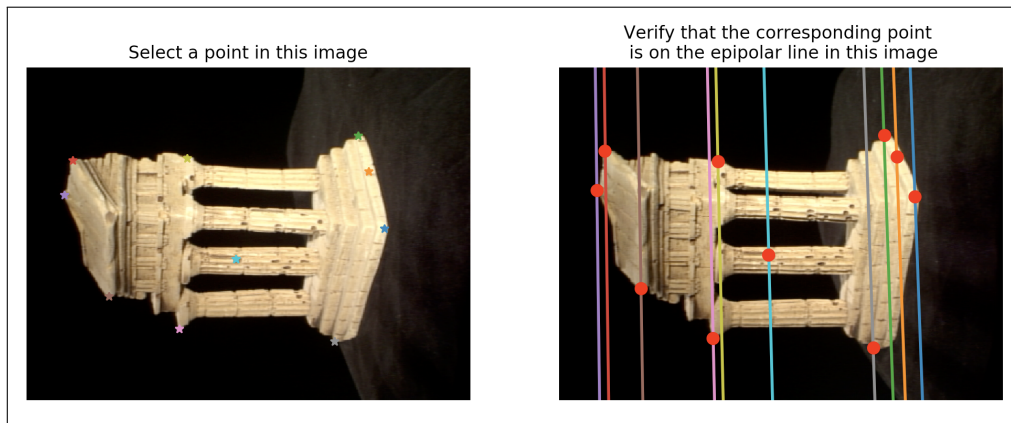 Select a point in this image
Verify that the corresponding point
is on the epipolar line in this image